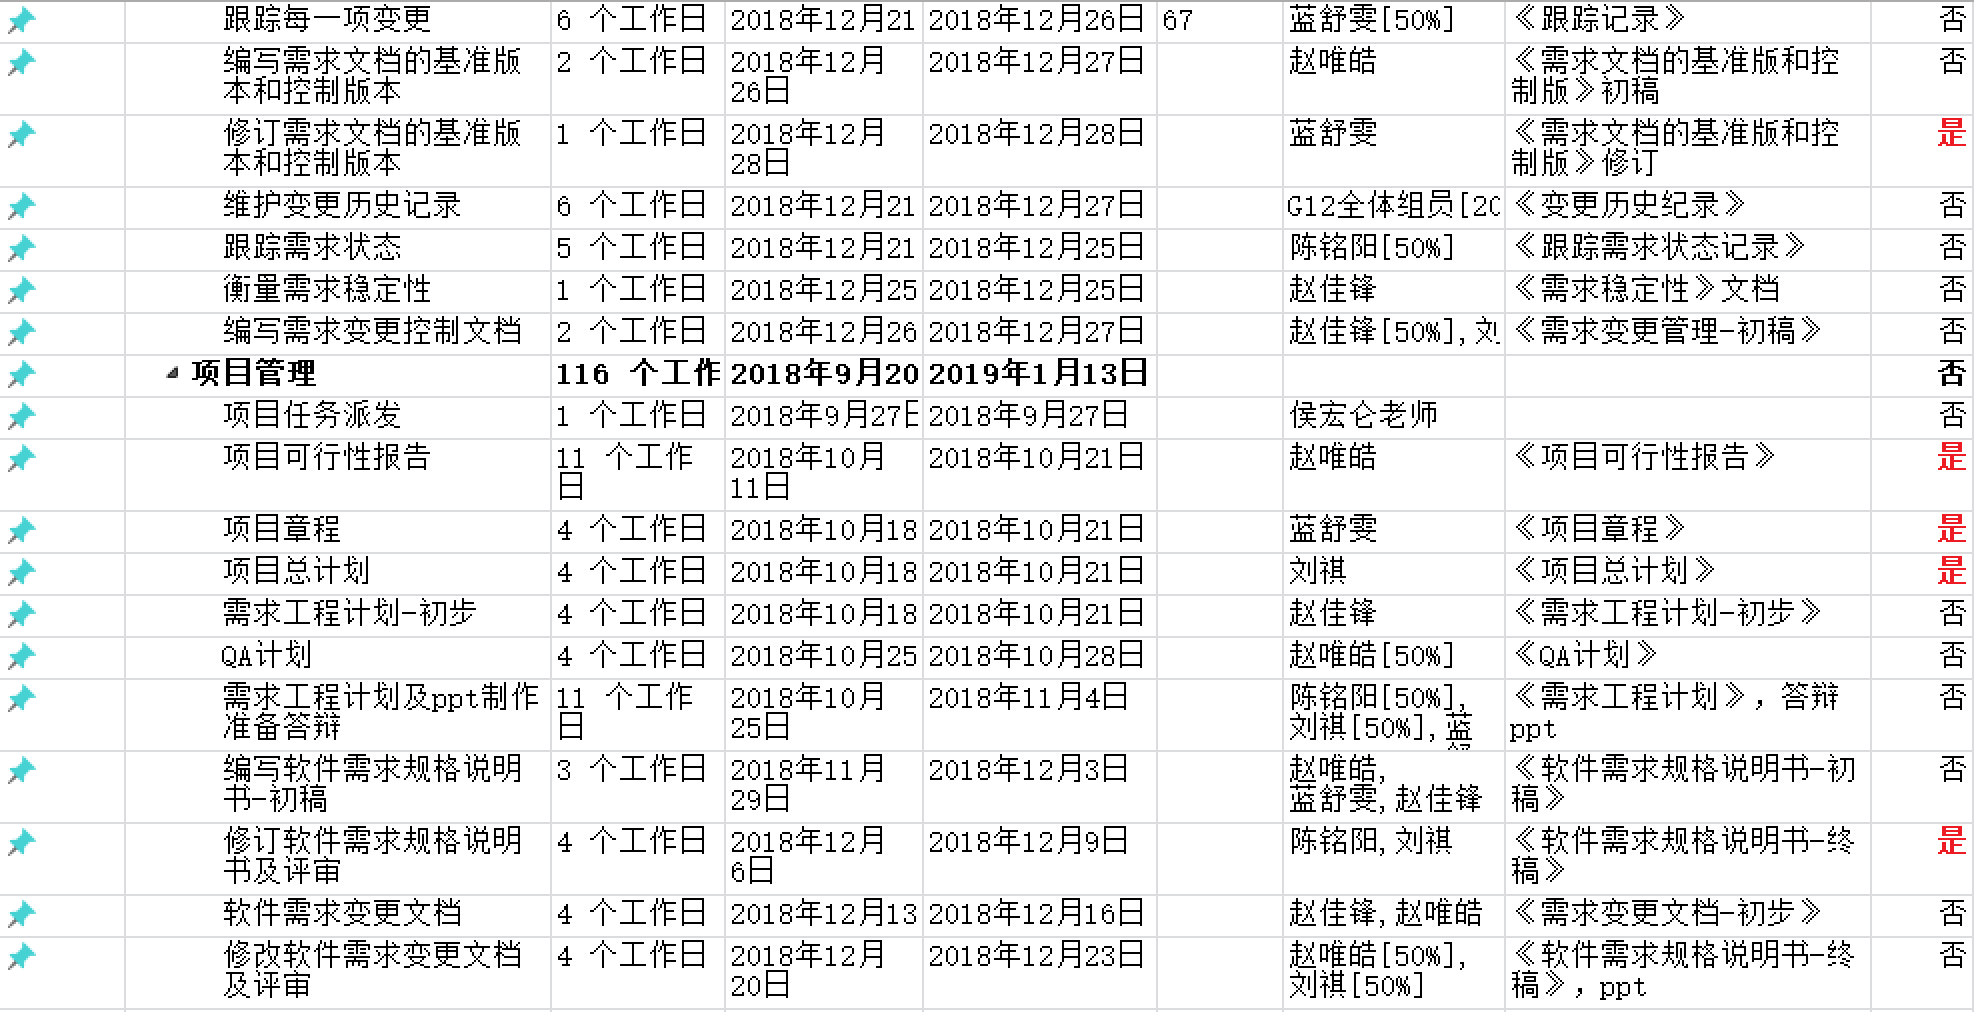 跟踪每一项变更 6 个工作日 2018年12月21 2018年12月26日 67 蓝舒雯[50%] 《跟踪记录》 否
编写需求文档的基准版 2 个工作日 2018年12月 2018年12月27日 赵唯皓 《需求文档的基准版和控 否
本和控制版本 26日 制版》初稿
修订需求文档的基准版 1 个工作日 2018年12月 2018年12月28日 蓝舒雯 《需求文档的基准版和控 是
本和控制版本 28日 制版》修订
维护变更历史记录 6 个工作日 2018年12月21 2018年12月27日 G12全体组员[20 《变更历史纪录》 否
跟踪需求状态 5 个工作日 2018年12月21 2018年12月25日 陈铭阳[50%] 《跟踪需求状态记录》 否
衡量需求稳定性 1 个工作日 2018年12月25 2018年12月25日 赵佳锋 《需求稳定性》文档 否
编写需求变更控制文档 2 个工作日 2018年12月26 2018年12月27日 赵佳锋[50%],刘 《需求变更管理-初稿》 否
项目管理 116 个工作 2018年9月20 2019年1月13日 否
项目任务派发 1 个工作日 2018年9月27日 2018年9月27日 侯宏仑老师 否
项目可行性报告 11 个工作 2018年10月 2018年10月21日 赵唯皓 《项目可行性报告》 是
日 11日
项目章程 4 个工作日 2018年10月18 2018年10月21日 蓝舒雯 《项目章程》 是
项目总计划 4 个工作日 2018年10月18 2018年10月21日 刘祺 《项目总计划》 是
需求工程计划-初步 4 个工作日 2018年10月18 2018年10月21日 赵佳锋 《需求工程计划-初步》 否
QA计划 4 个工作日 2018年10月25 2018年10月28日 赵唯皓[50%] 《QA计划》 否
需求工程计划及ppt制作 11 个工作 2018年10月 2018年11月4日 陈铭阳[50%], 《需求工程计划》，答辩 否
准备答辩 日 25日 刘祺[50%],蓝 ppt
编写软件需求规格说明 3 个工作日 2018年11月 2018年12月3日 赵唯皓, 《软件需求规格说明书-初 否
书-初稿 29日 蓝舒雯,赵佳锋 稿》
修订软件需求规格说明 4 个工作日 2018年12月 2018年12月9日 陈铭阳,刘祺 《软件需求规格说明书-终 是
书及评审 6日 稿》
软件需求变更文档 4 个工作日 2018年12月13 2018年12月16日 赵佳锋,赵唯皓 《需求变更文档-初步》 否
修改软件需求变更文档 4 个工作日 2018年12月 2018年12月23日 赵唯皓[50%], 《软件需求规格说明书-终 否
及评审 20日 刘祺[50%] 稿》，ppt